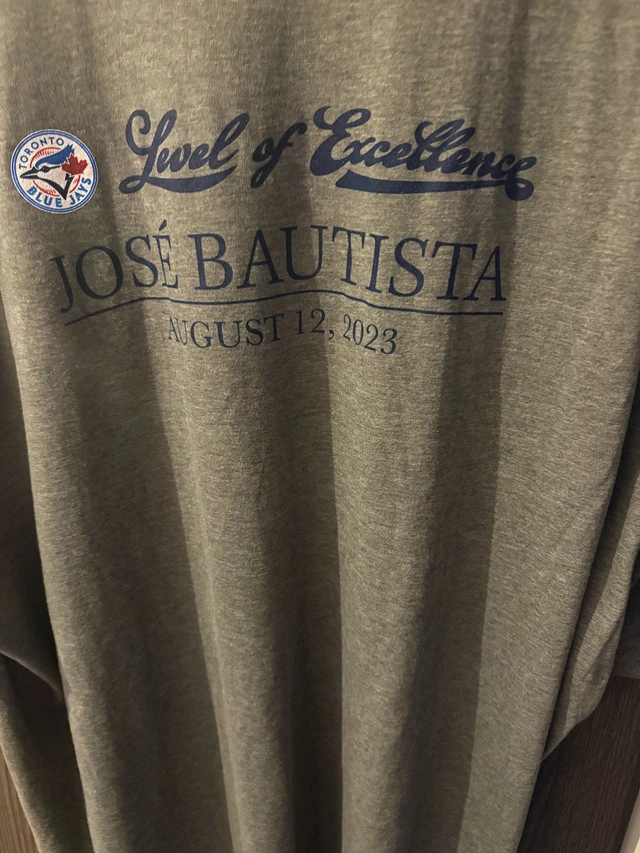 TORONTO
BLUE JAYS
Level of Excellence
JOSÉ BAUTISTA
AUGUST 12, 2023